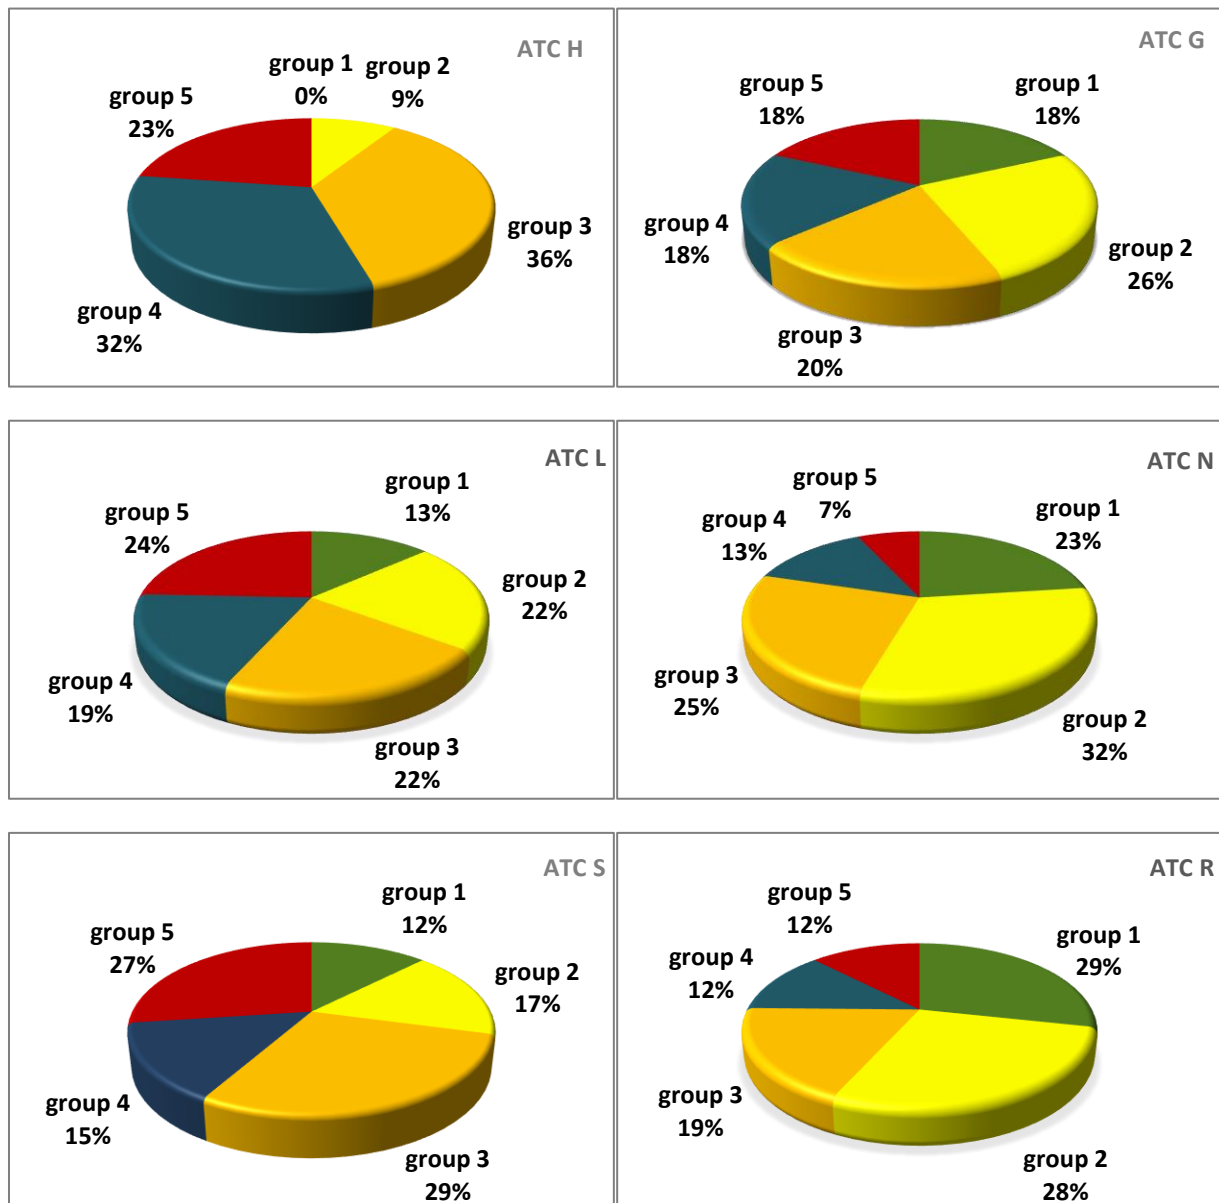 ATC H
group 1
0%
group 2
9%
group 3
36%
group 4
32%
group 5
23%
ATC G
group 1
18%
group 2
26%
group 3
20%
group 4
18%
group 5
18%
ATC L
group 1
13%
group 2
22%
group 3
22%
group 4
19%
group 5
24%
ATC N
group 1
23%
group 2
32%
group 3
25%
group 4
13%
group 5
7%
ATC S
group 1
12%
group 2
17%
group 3
29%
group 4
15%
group 5
27%
ATC R
group 1
29%
group 2
28%
group 3
19%
group 4
12%
group 5
12%